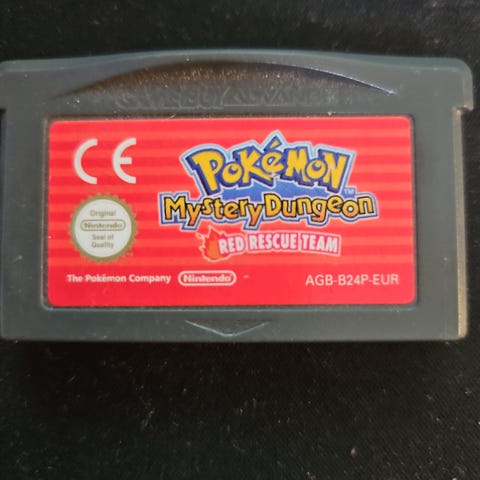 GAME BOY ADVANCE
CE
POKéMON
Mystery Dungeon
TM
RED RESCUE TEAM
Original
Nintendo
Seal of
Quality
The Pokémon Company Nintendo
AGB-B24P-EUR